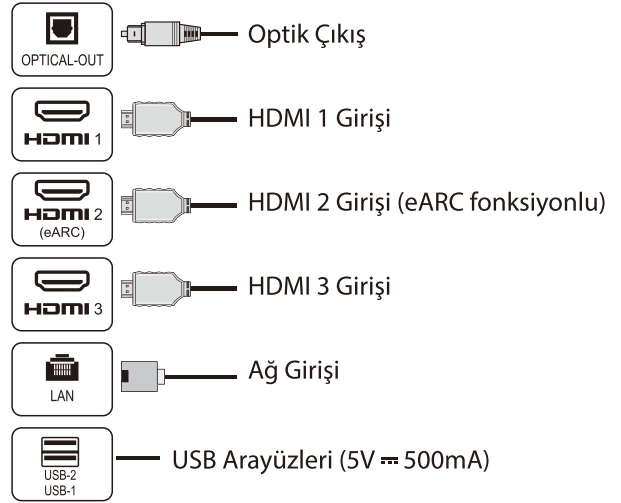 OPTICAL-OUT
Optik Çıkış
HDMI 1
HDMI 1 Girişi
HDMI 2
(eARC)
HDMI 2 Girişi (eARC fonksiyonlu)
HDMI 3
HDMI 3 Girişi
LAN
Ağ Girişi
USB-2
USB-1
USB Arayüzleri (5V ⎓ 500mA)